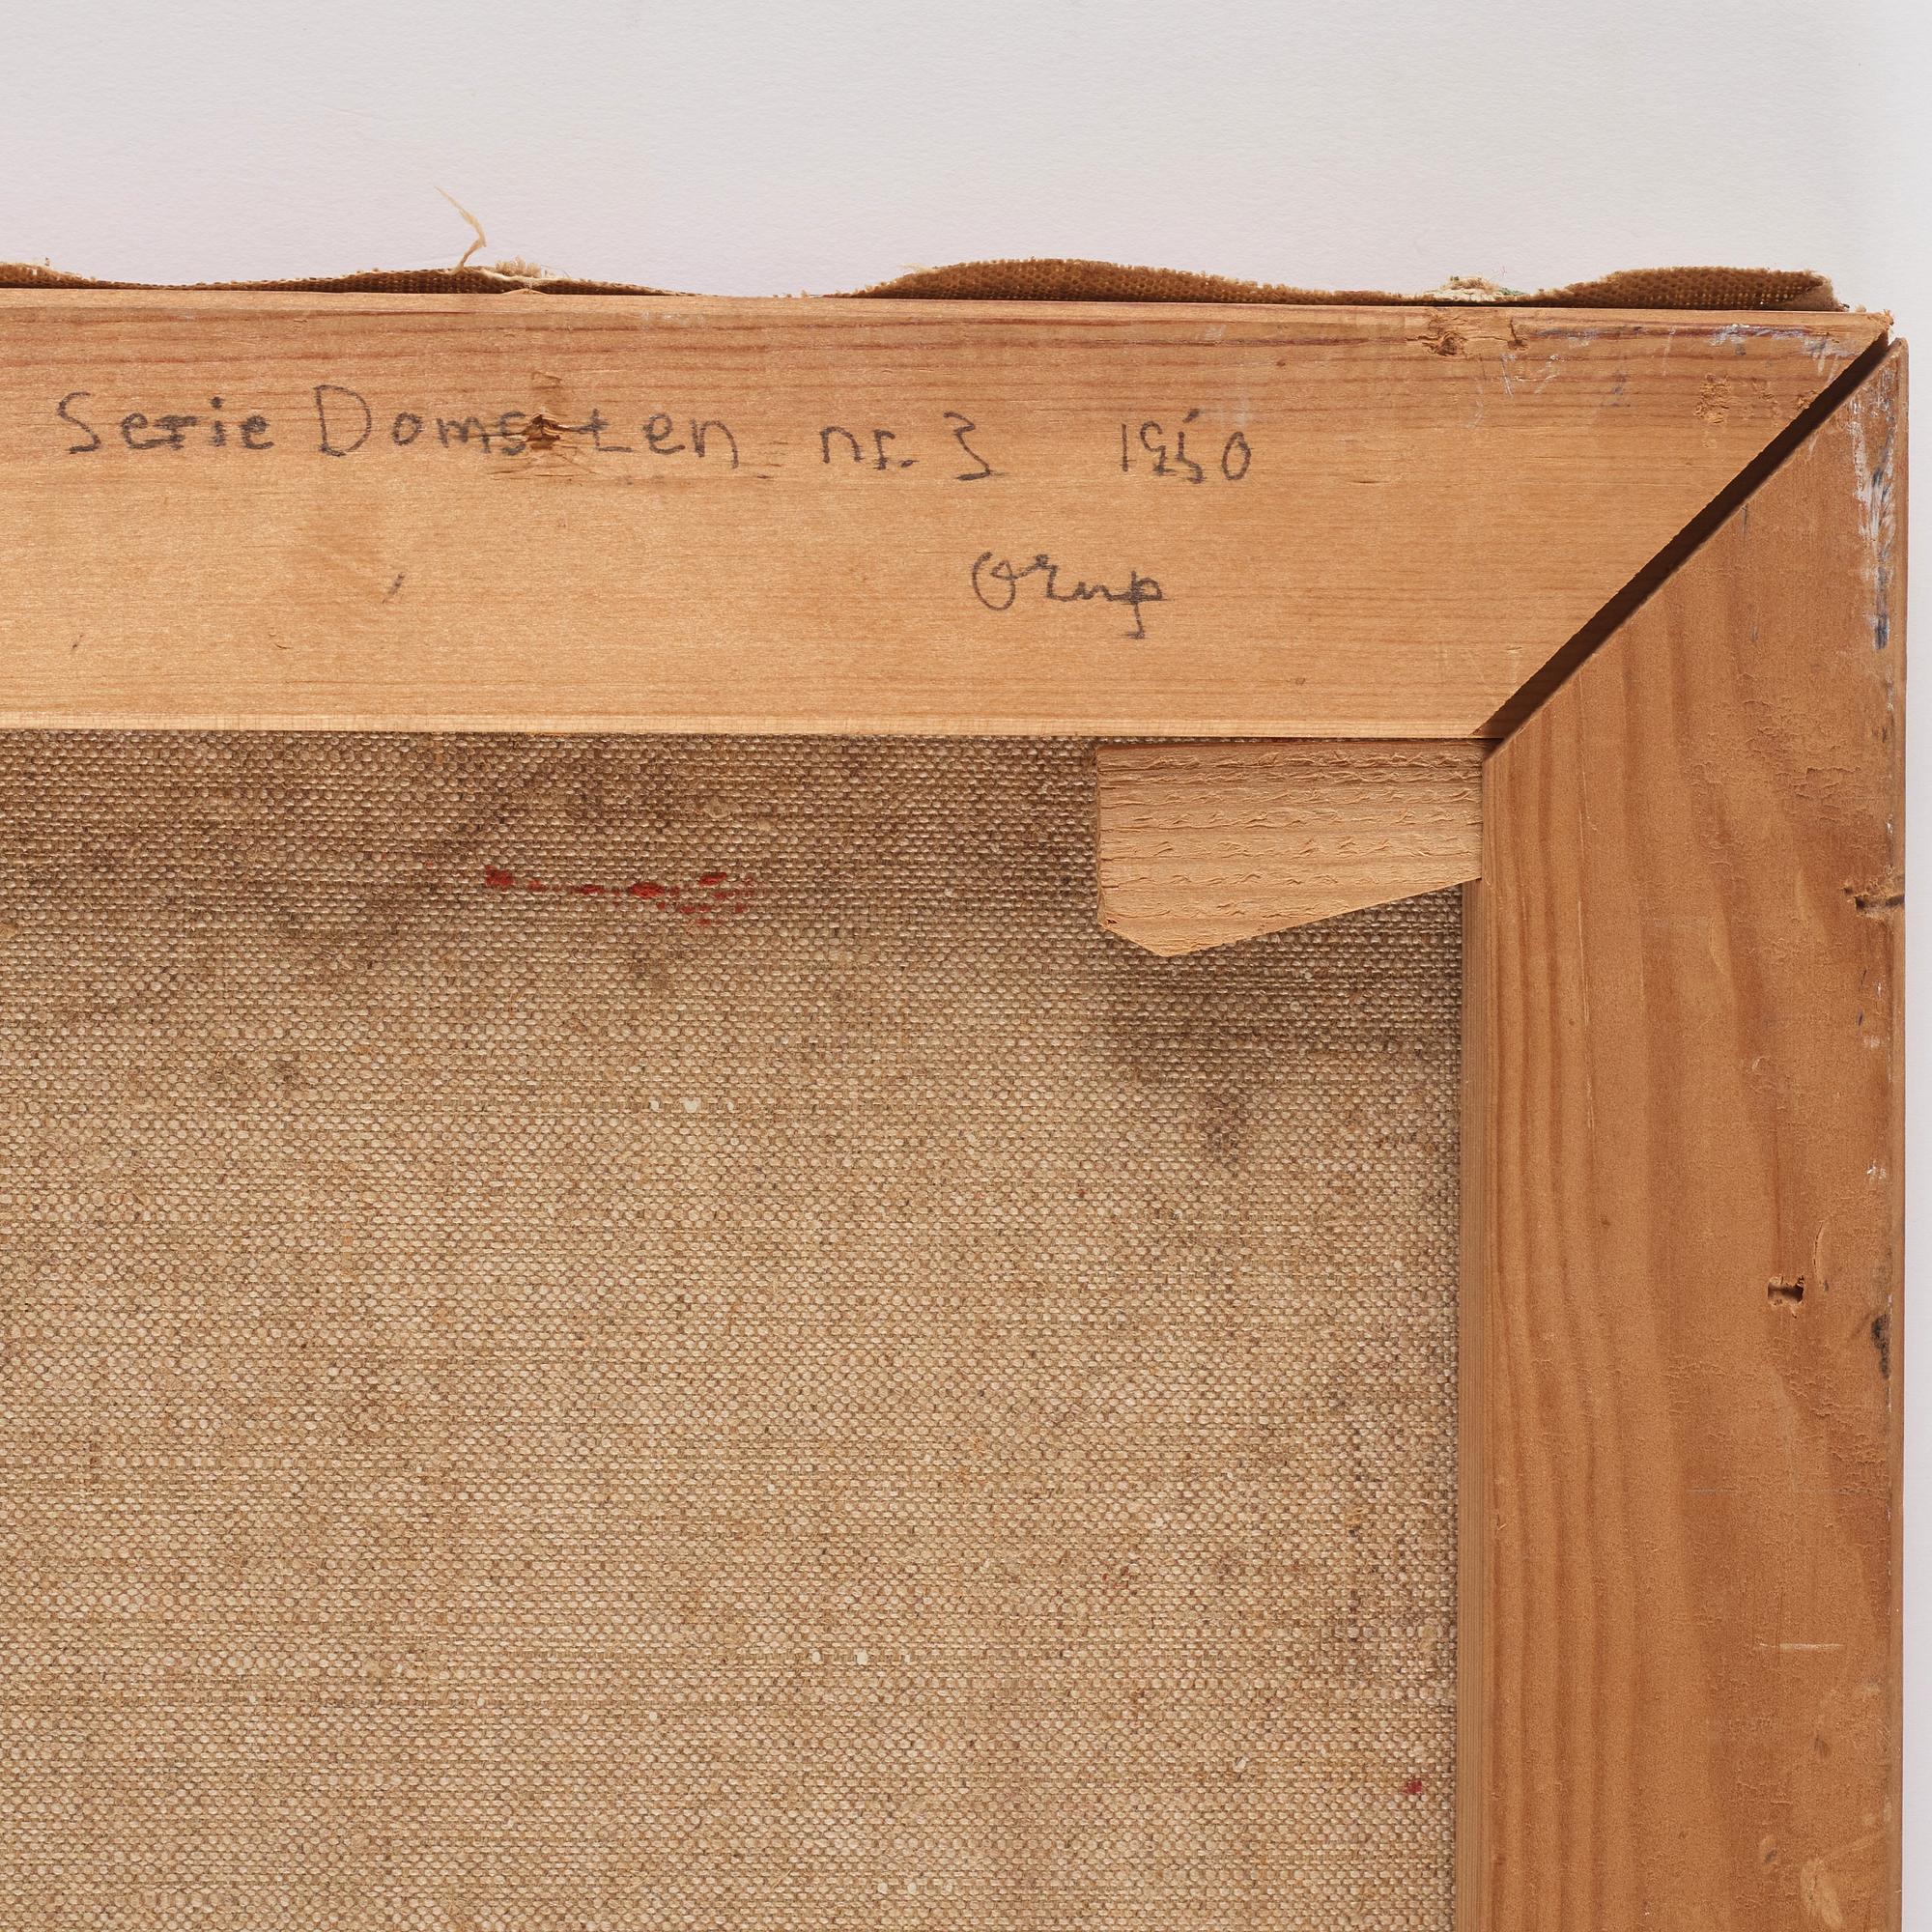 Serie Domsten nr. 3 1950
Orup